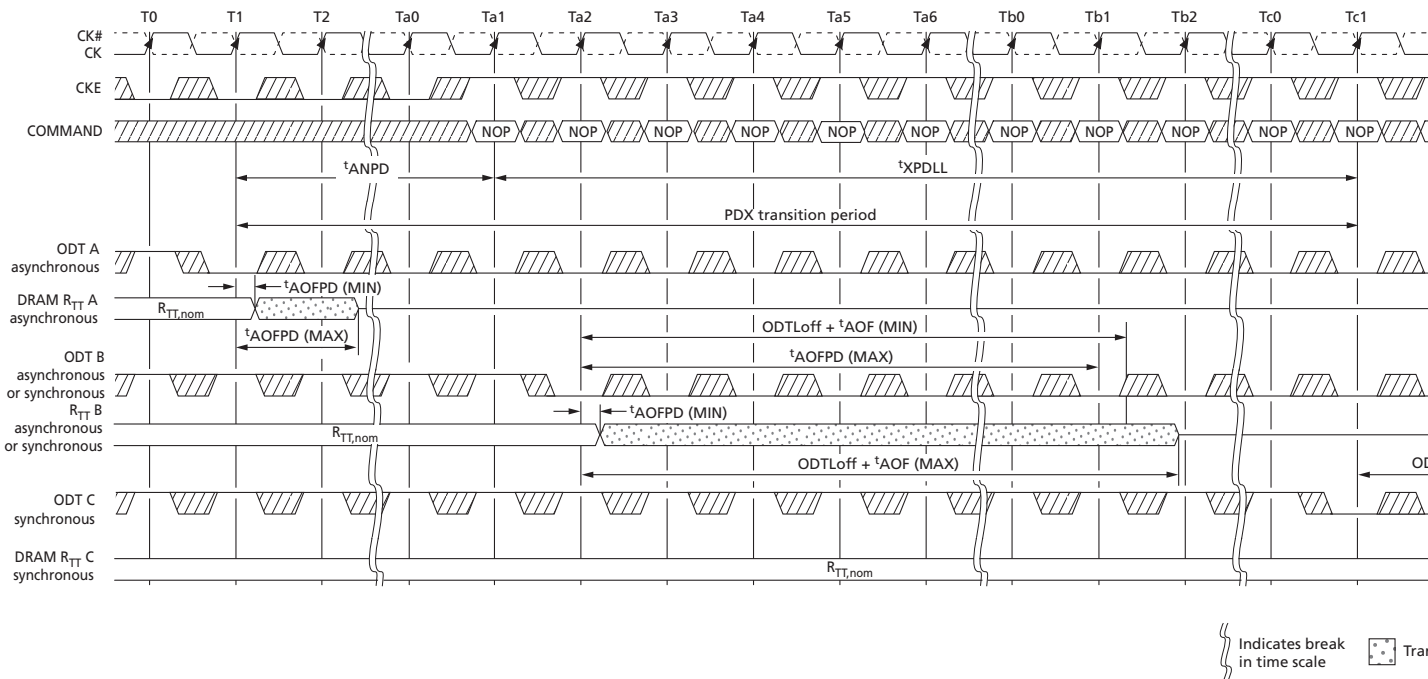 T0 T1 T2 Ta0 Ta1 Ta2 Ta3 Ta4 Ta5 Ta6 Tb0 Tb1 Tb2 Tc0 Tc1
CK#
CK
CKE
COMMAND NOP NOP NOP NOP NOP NOP NOP NOP NOP NOP NOP
tANPD tXPDLL
PDX transition period
ODT A
asynchronous
tAOFPD (MIN)
DRAM RTT A
asynchronous
RTT,nom
tAOFPD (MAX)
ODTLoff + tAOF (MIN)
tAOFPD (MAX)
ODT B
asynchronous
or synchronous
tAOFPD (MIN)
RTT B
asynchronous
or synchronous
RTT,nom
ODTLoff + tAOF (MAX)
OD
ODT C
synchronous
DRAM RTT C
synchronous
RTT,nom
Indicates break
in time scale
Tran